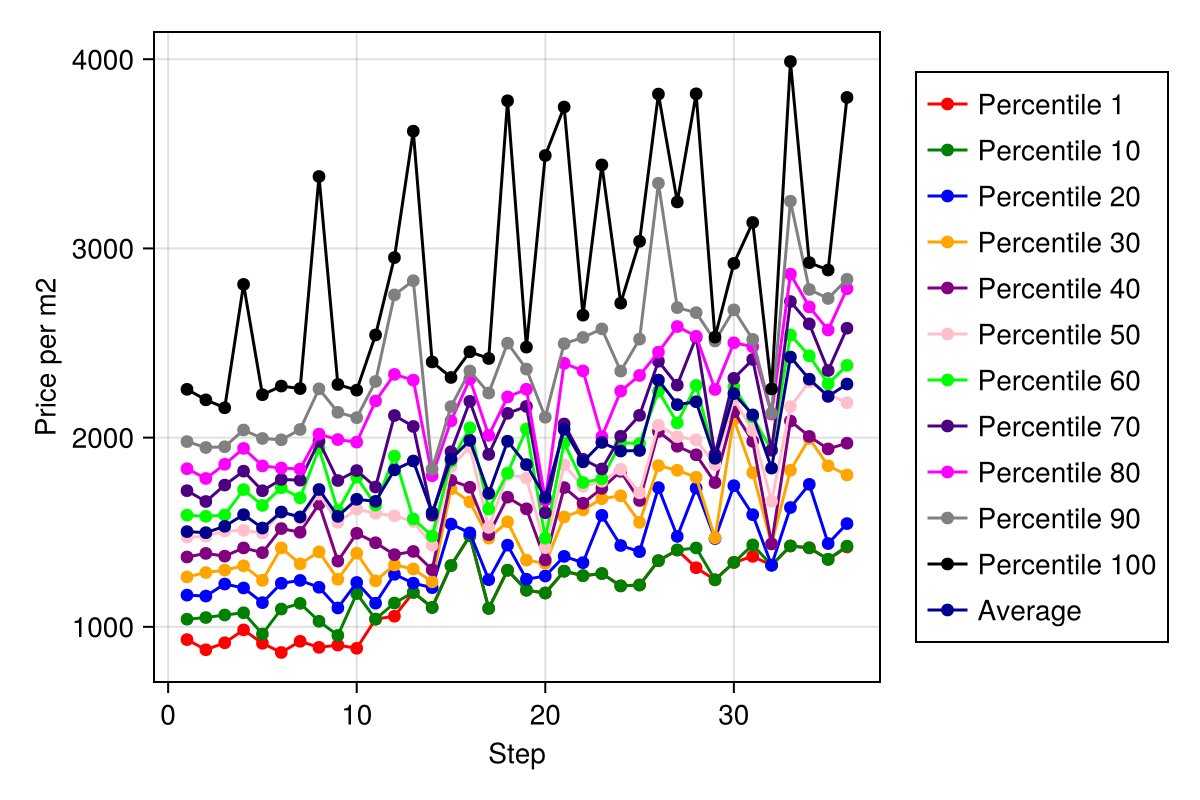 4000
3000
2000
1000
Price per m2
0 10 20 30
Step
Percentile 1
Percentile 10
Percentile 20
Percentile 30
Percentile 40
Percentile 50
Percentile 60
Percentile 70
Percentile 80
Percentile 90
Percentile 100
Average